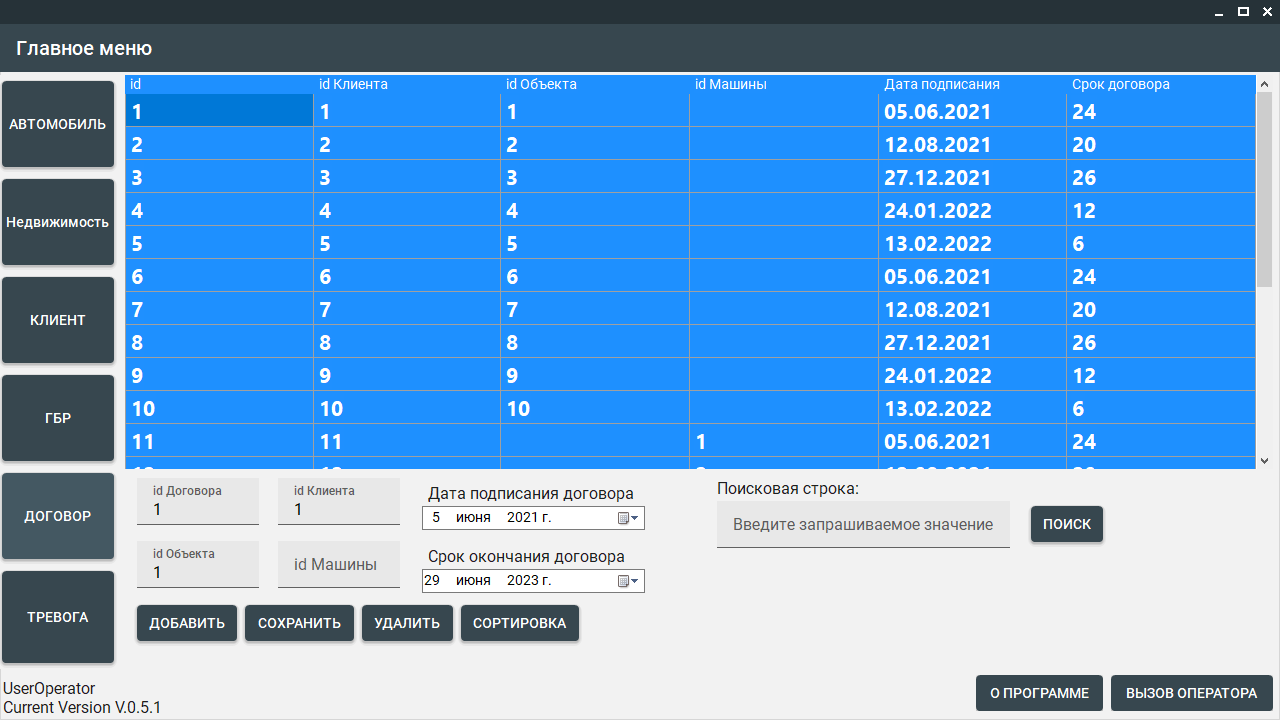 Главное меню
id id Клиента id Объекта id Машины Дата подписания Срок договора
1 1 1 05.06.2021 24
2 2 2 12.08.2021 20
3 3 3 27.12.2021 26
4 4 4 24.01.2022 12
5 5 5 13.02.2022 6
6 6 6 05.06.2021 24
7 7 7 12.08.2021 20
8 8 8 27.12.2021 26
9 9 9 24.01.2022 12
10 10 10 13.02.2022 6
11 11 1 05.06.2021 24
АВТОМОБИЛЬ
Недвижимость
КЛИЕНТ
ГБР
ДОГОВОР
ТРЕВОГА
id Договора
1
id Клиента
1
id Объекта
1
id Машины
Дата подписания договора
5 июня 2021 г.
Срок окончания договора
29 июня 2023 г.
Поисковая строка:
Введите запрашиваемое значение
ПОИСК
ДОБАВИТЬ СОХРАНИТЬ УДАЛИТЬ СОРТИРОВКА
UserOperator
Current Version V.0.5.1
О ПРОГРАММЕ ВЫЗОВ ОПЕРАТОРА